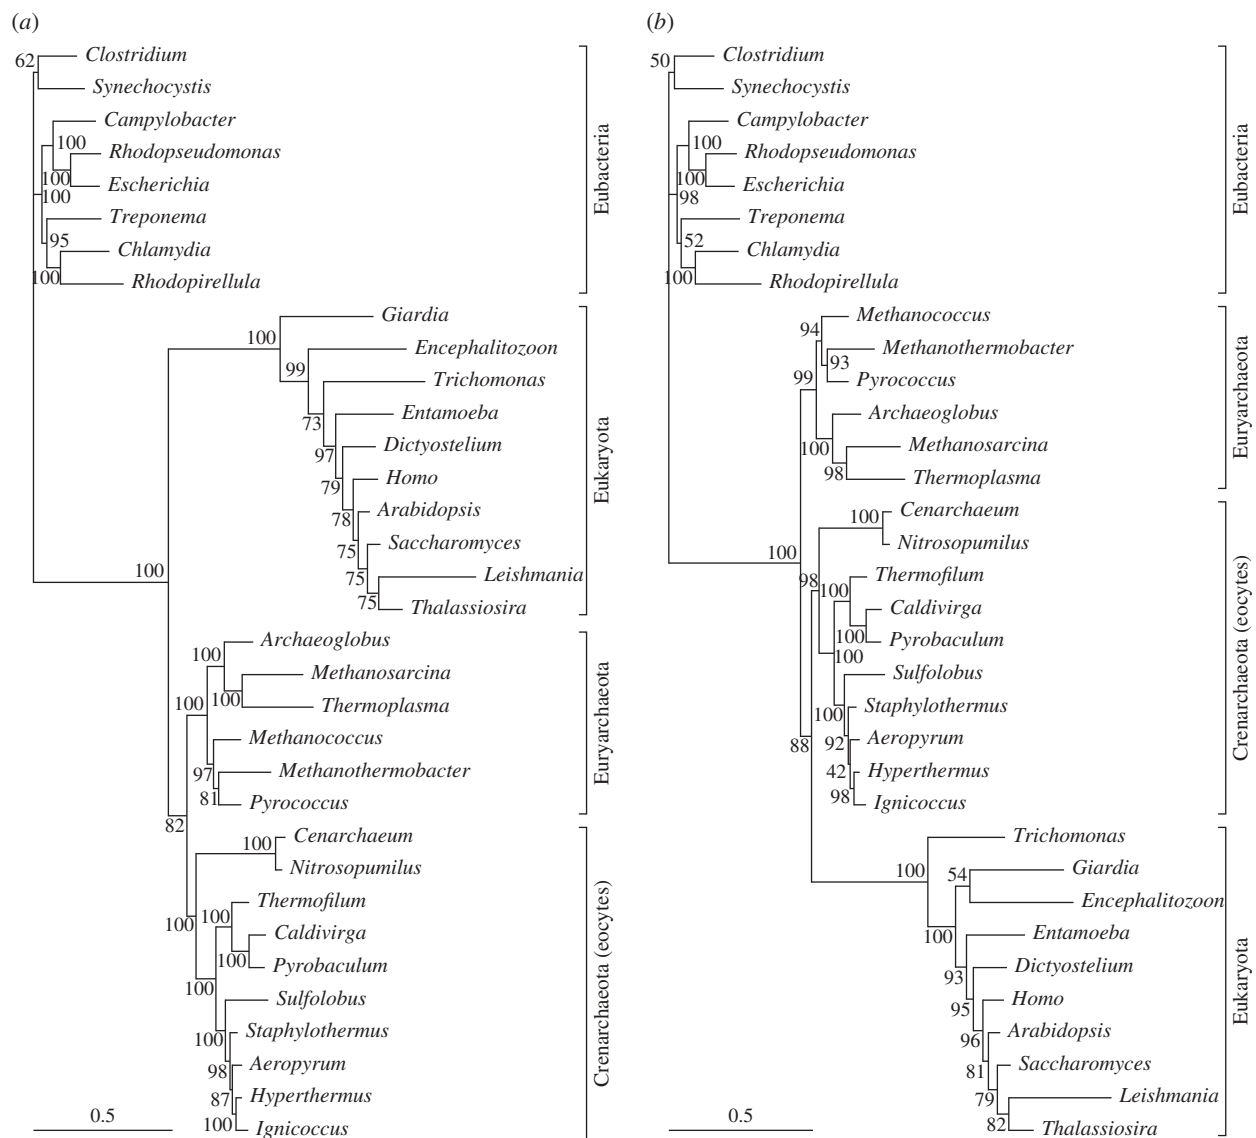 (a)
62
Clostridium
Synechocystis
Campylobacter
100
Rhodopseudomonas
100
Escherichia
100
Treponema
95
Chlamydia
100
Rhodopirellula
Eubacteria
Giardia
100
Encephalitozoon
99
Trichomonas
73
Entamoeba
97
Dictyostelium
79
Homo
78
Arabidopsis
75
Saccharomyces
75
Leishmania
75
Thalassiosira
Eukaryota
100
Archaeoglobus
100
Methanosarcina
100
Thermoplasma
100
Methanococcus
97
Methanothermobacter
81
Pyrococcus
Euryarchaeota
82
Cenarchaeum
100
Nitrosopumilus
Thermofilum
100
100
Caldivirga
100
Pyrobaculum
100
Sulfolobus
Staphylothermus
100
Aeropyrum
98
Hyperthermus
87
Ignicoccus
100
Crenarchaeota (eocytes)
0.5
(b)
50
Clostridium
Synechocystis
Campylobacter
100
Rhodopseudomonas
100
Escherichia
98
Treponema
52
Chlamydia
100
Rhodopirellula
Eubacteria
Methanococcus
94
Methanothermobacter
93
Pyrococcus
99
Archaeoglobus
100
Methanosarcina
98
Thermoplasma
Euryarchaeota
Cenarchaeum
100
Nitrosopumilus
100
98
Thermofilum
100
Caldivirga
100
Pyrobaculum
100
Sulfolobus
Staphylothermus
100
Aeropyrum
92
Hyperthermus
42
Ignicoccus
98
Crenarchaeota (eocytes)
88
Trichomonas
100
Giardia
54
Encephalitozoon
100
Entamoeba
93
Dictyostelium
95
Homo
96
Arabidopsis
81
Saccharomyces
79
Leishmania
82
Thalassiosira
Eukaryota
0.5